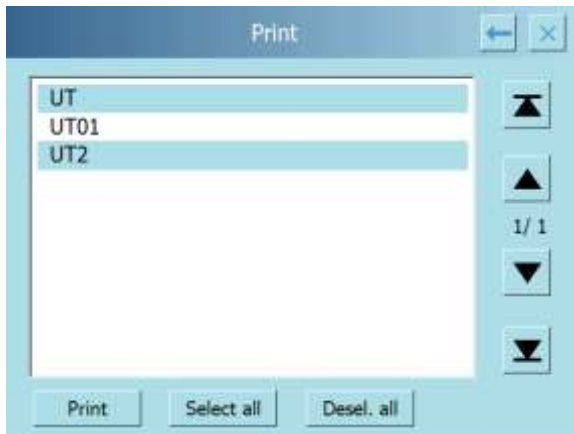 Print
UT
UT01
UT2
1/ 1
Print
Select all
Desel. all